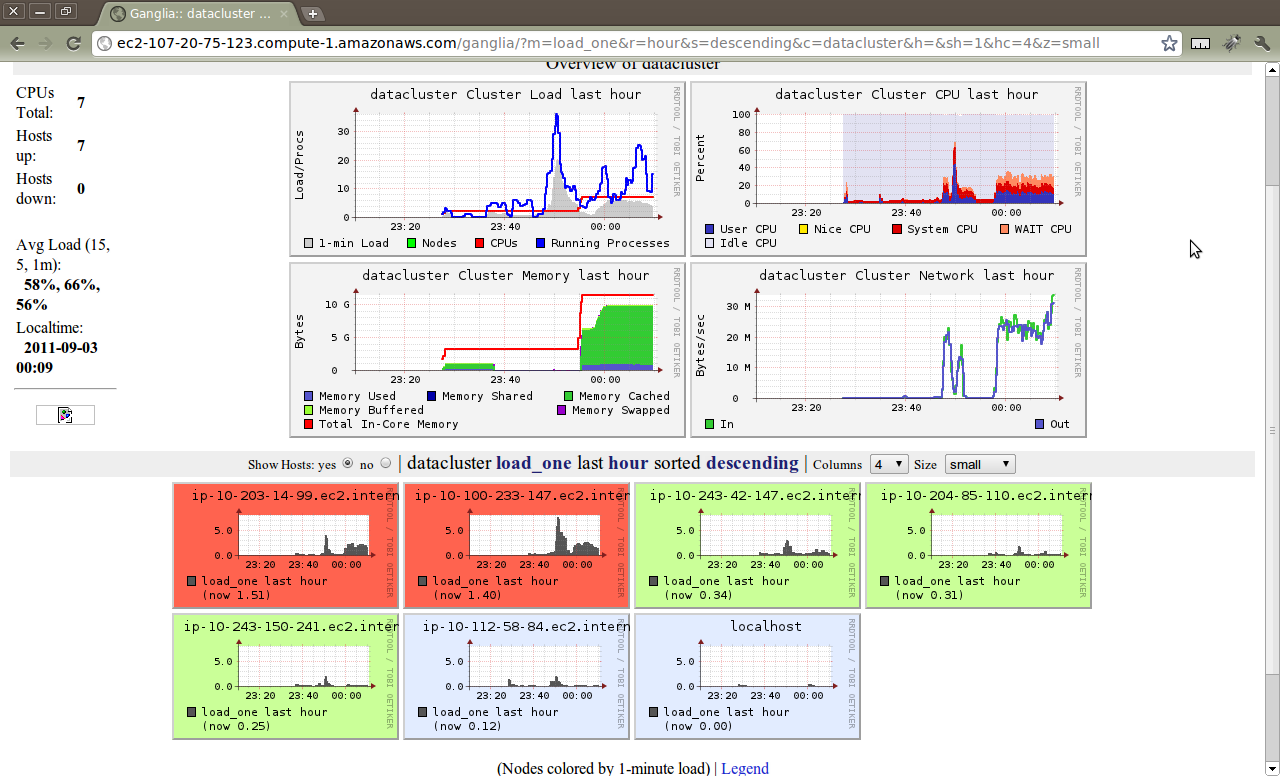 Ganglia:: datacluster ...
ec2-107-20-75-123.compute-1.amazonaws.com/ganglia/?m=load_one&r=hour&s=descending&c=datacluster&h=&sh=1&hc=4&z=small
Overview of datacluster
CPUs
Total: 7
Hosts
up: 7
Hosts
down: 0
Avg Load (15,
5, 1m):
58%, 66%,
56%
Localtime:
2011-09-03
00:09
datacluster Cluster Load last hour
RRDTOOL / TOBI OETIKER
Load/Procs
30
20
10
0
23:20 23:40 00:00
1-min Load Nodes CPUs Running Processes
datacluster Cluster CPU last hour
RRDTOOL / TOBI OETIKER
Percent
100
80
60
40
20
0
23:20 23:40 00:00
User CPU Nice CPU System CPU WAIT CPU
Idle CPU
datacluster Cluster Memory last hour
RRDTOOL / TOBI OETIKER
Bytes
10 G
0
23:20 23:40 00:00
Memory Used Memory Shared Memory Cached
Memory Buffered Memory Swapped
Total In-Core Memory
datacluster Cluster Network last hour
RRDTOOL / TOBI OETIKER
Bytes/sec
30 M
20 M
10 M
0
23:20 23:40 00:00
In Out
Show Hosts: yes no | datacluster load_one last hour sorted descending | Columns 4 Size small
ip-10-203-14-99.ec2.intern
RRDTOOL / TOBI OETIKER
5.0
0.0
23:20 23:40 00:00
load_one last hour
(now 1.51)
ip-10-100-233-147.ec2.intern
RRDTOOL / TOBI OETIKER
5.0
0.0
23:20 23:40 00:00
load_one last hour
(now 1.40)
ip-10-243-42-147.ec2.intern
RRDTOOL / TOBI OETIKER
5.0
0.0
23:20 23:40 00:00
load_one last hour
(now 0.34)
ip-10-204-85-110.ec2.intern
RRDTOOL / TOBI OETIKER
5.0
0.0
23:20 23:40 00:00
load_one last hour
(now 0.31)
ip-10-243-150-241.ec2.intern
RRDTOOL / TOBI OETIKER
5.0
0.0
23:20 23:40 00:00
load_one last hour
(now 0.25)
ip-10-112-58-84.ec2.intern
RRDTOOL / TOBI OETIKER
5.0
0.0
23:20 23:40 00:00
load_one last hour
(now 0.12)
localhost
RRDTOOL / TOBI OETIKER
5.0
0.0
23:20 23:40 00:00
load_one last hour
(now 0.00)
(Nodes colored by 1-minute load) | Legend